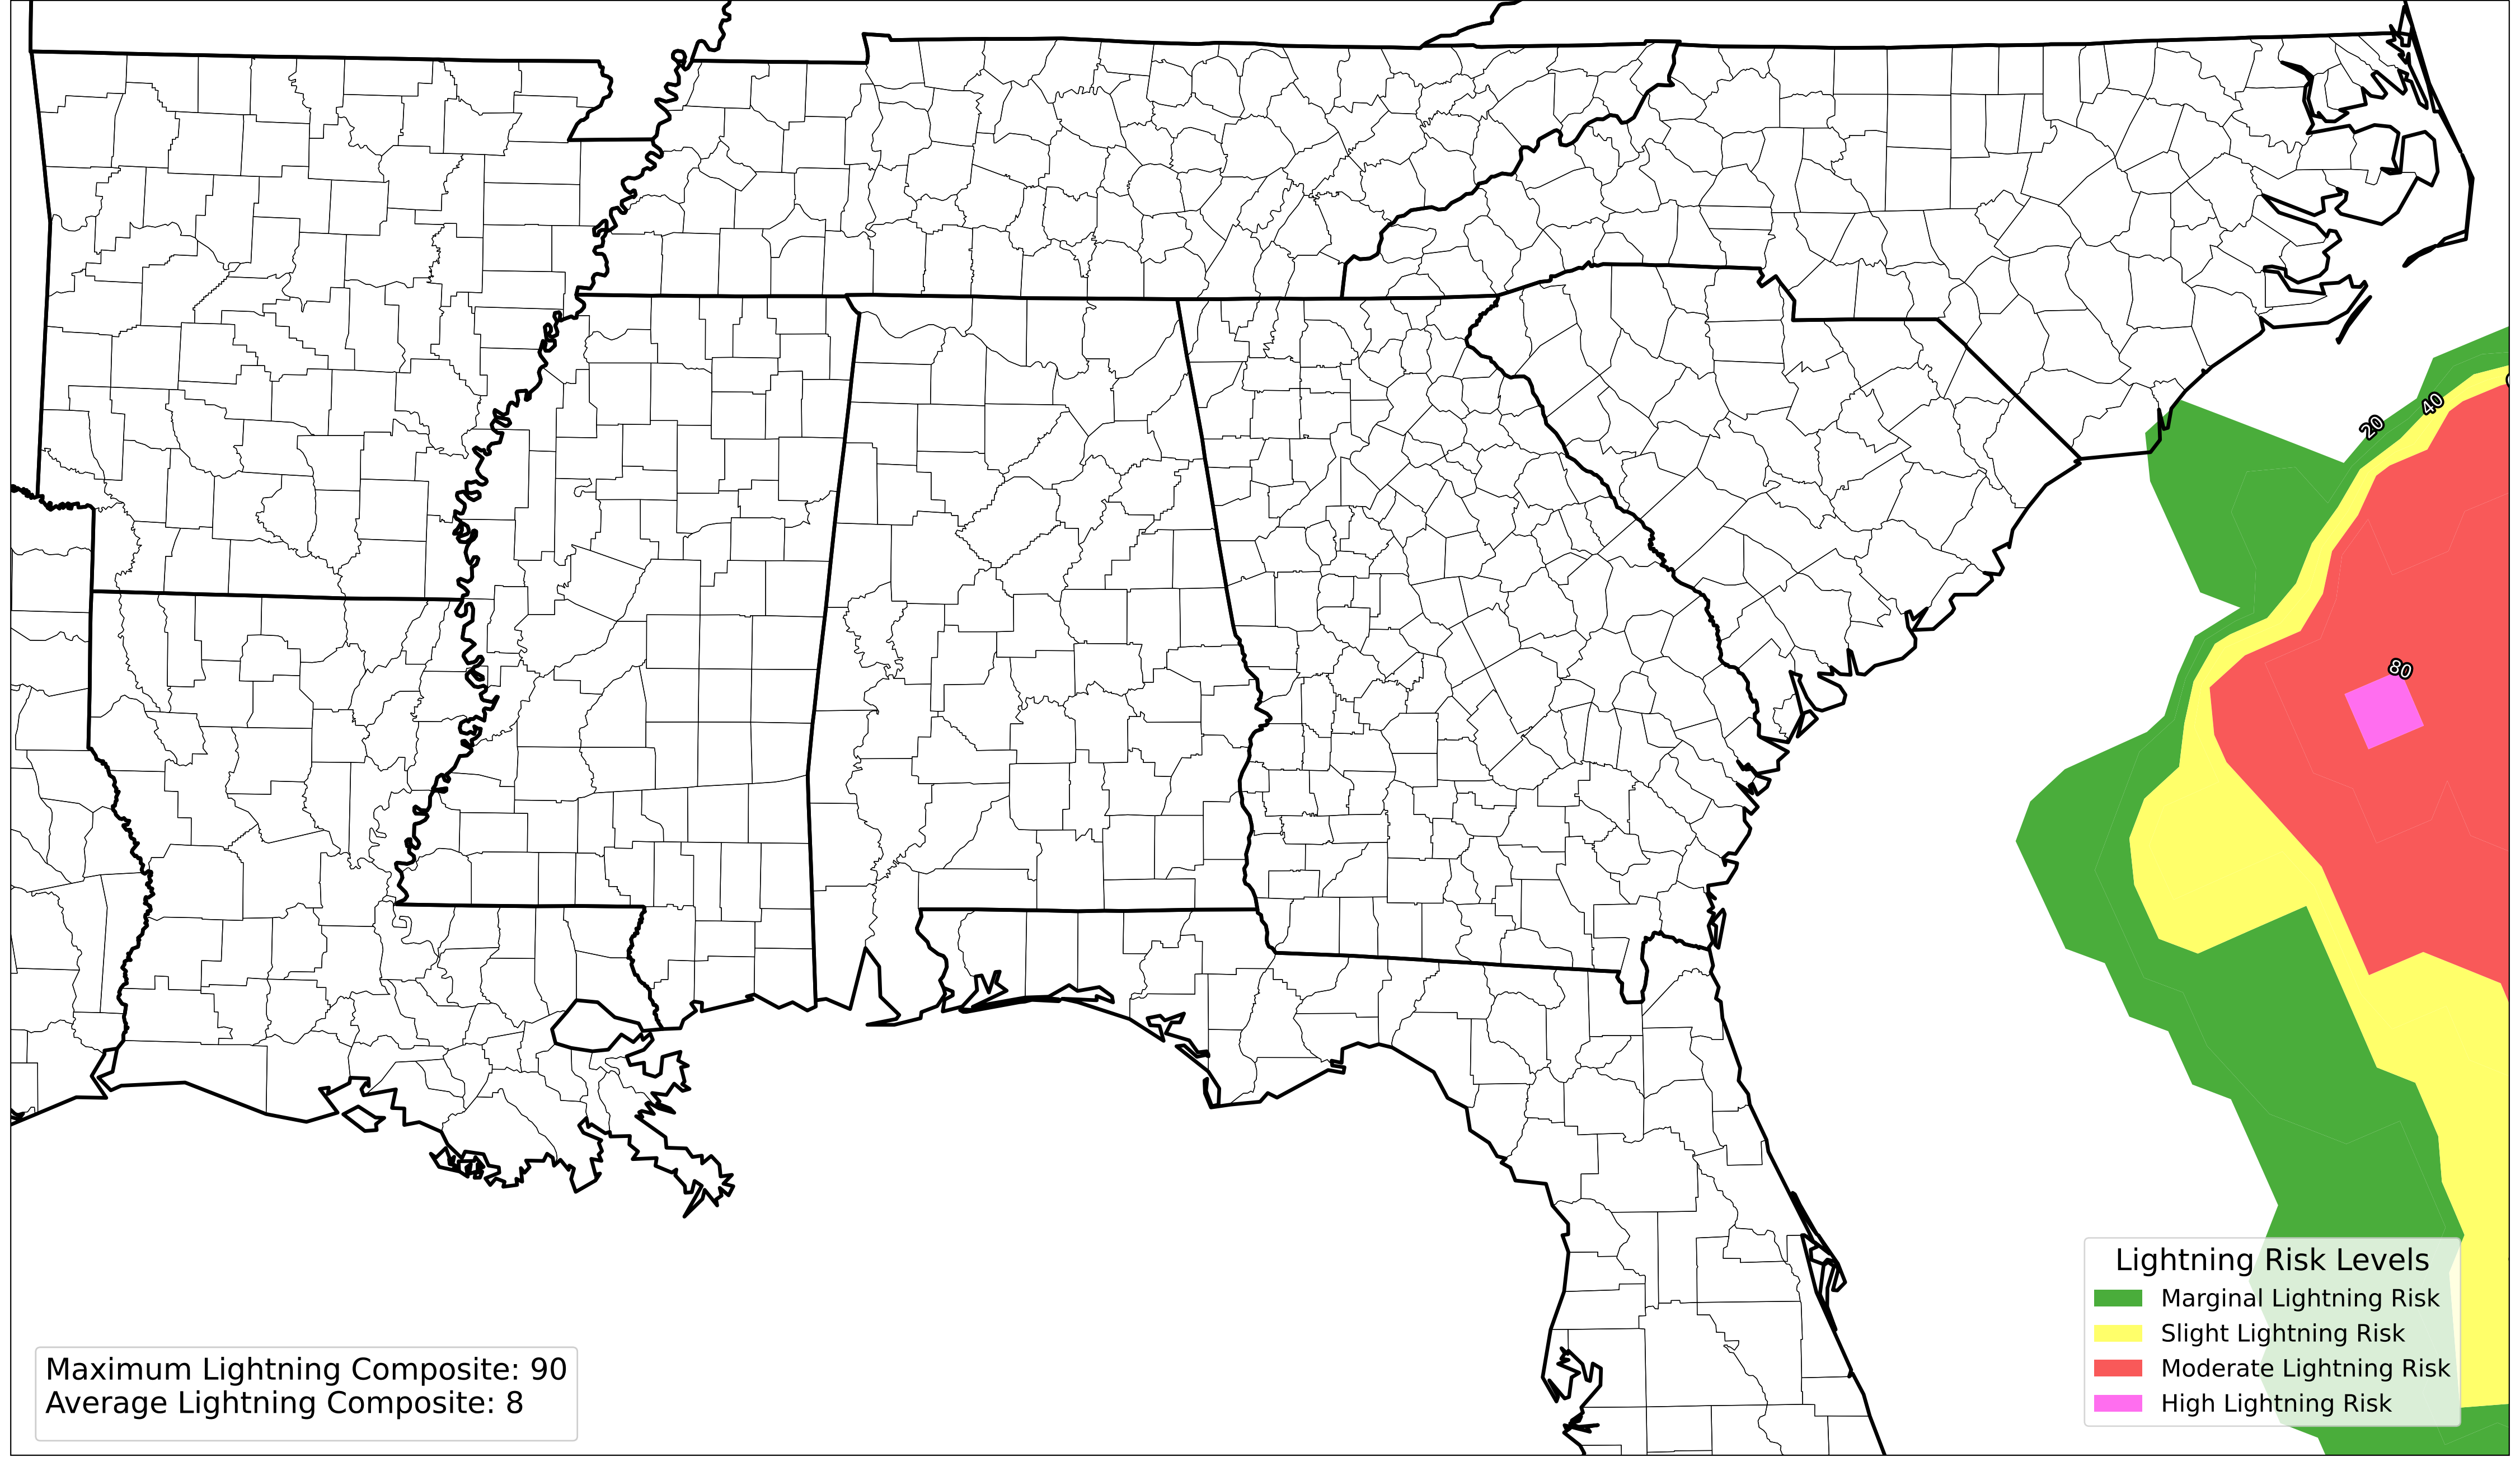 20
40
80
Lightning Risk Levels
Marginal Lightning Risk
Slight Lightning Risk
Moderate Lightning Risk
High Lightning Risk
Maximum Lightning Composite: 90
Average Lightning Composite: 8